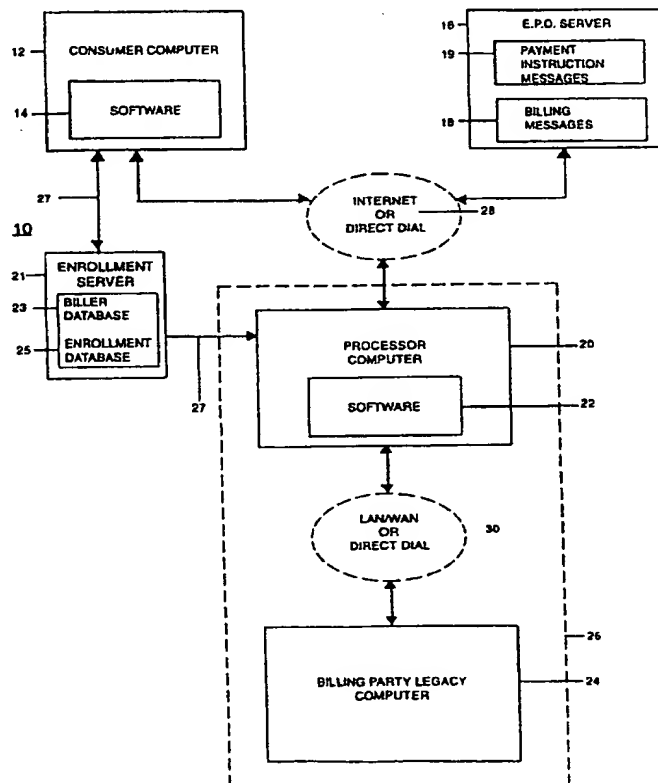 12
CONSUMER COMPUTER
14
SOFTWARE
16
E.P.O. SERVER
19
PAYMENT
INSTRUCTION
MESSAGES
18
BILLING
MESSAGES
27
10
INTERNET
OR
DIRECT DIAL
28
21
ENROLLMENT
SERVER
23
BILLER
DATABASE
25
ENROLLMENT
DATABASE
27
PROCESSOR
COMPUTER
20
SOFTWARE
22
LAN/WAN
OR
DIRECT DIAL
30
26
BILLING PARTY LEGACY
COMPUTER
24